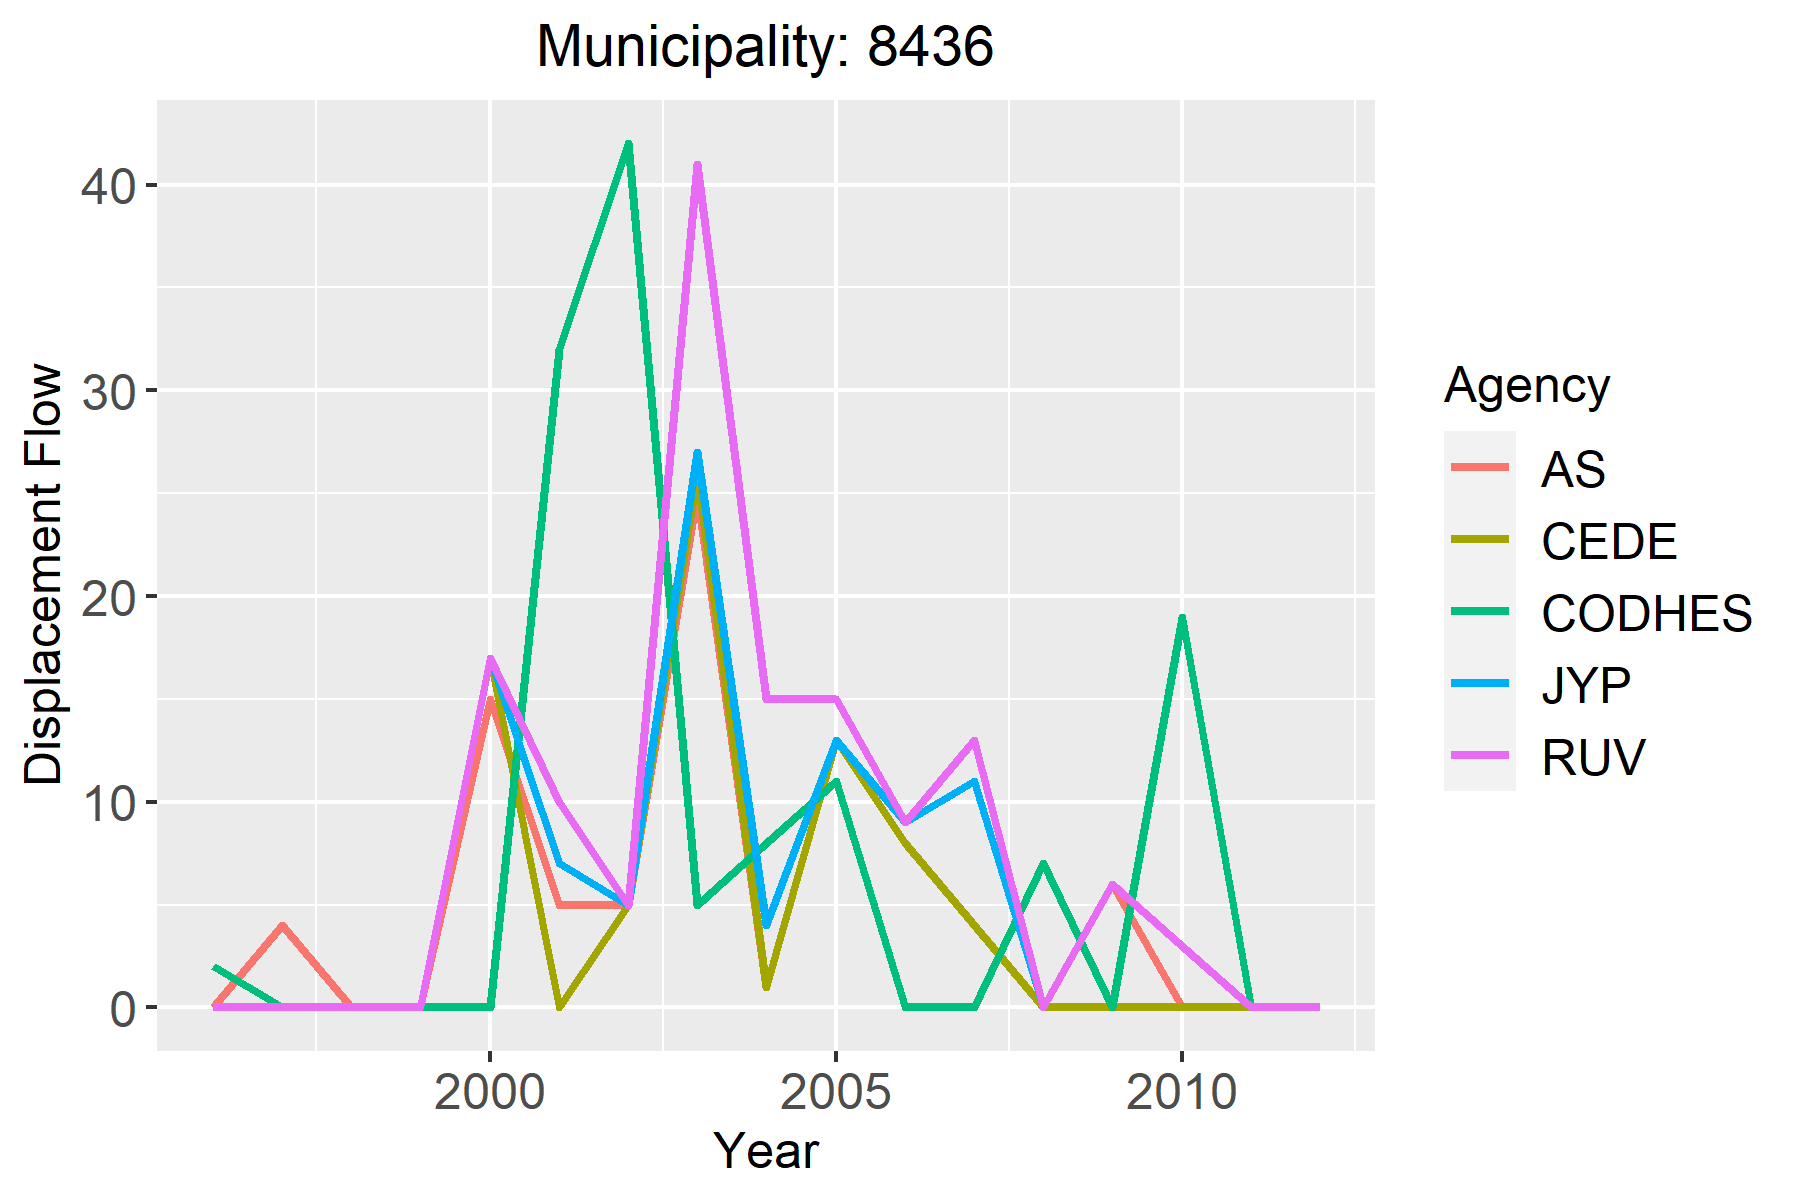 Municipality: 8436
Displacement Flow
40
30
20
10
0
2000 2005 2010
Year
Agency
AS
CEDE
CODHES
JYP
RUV